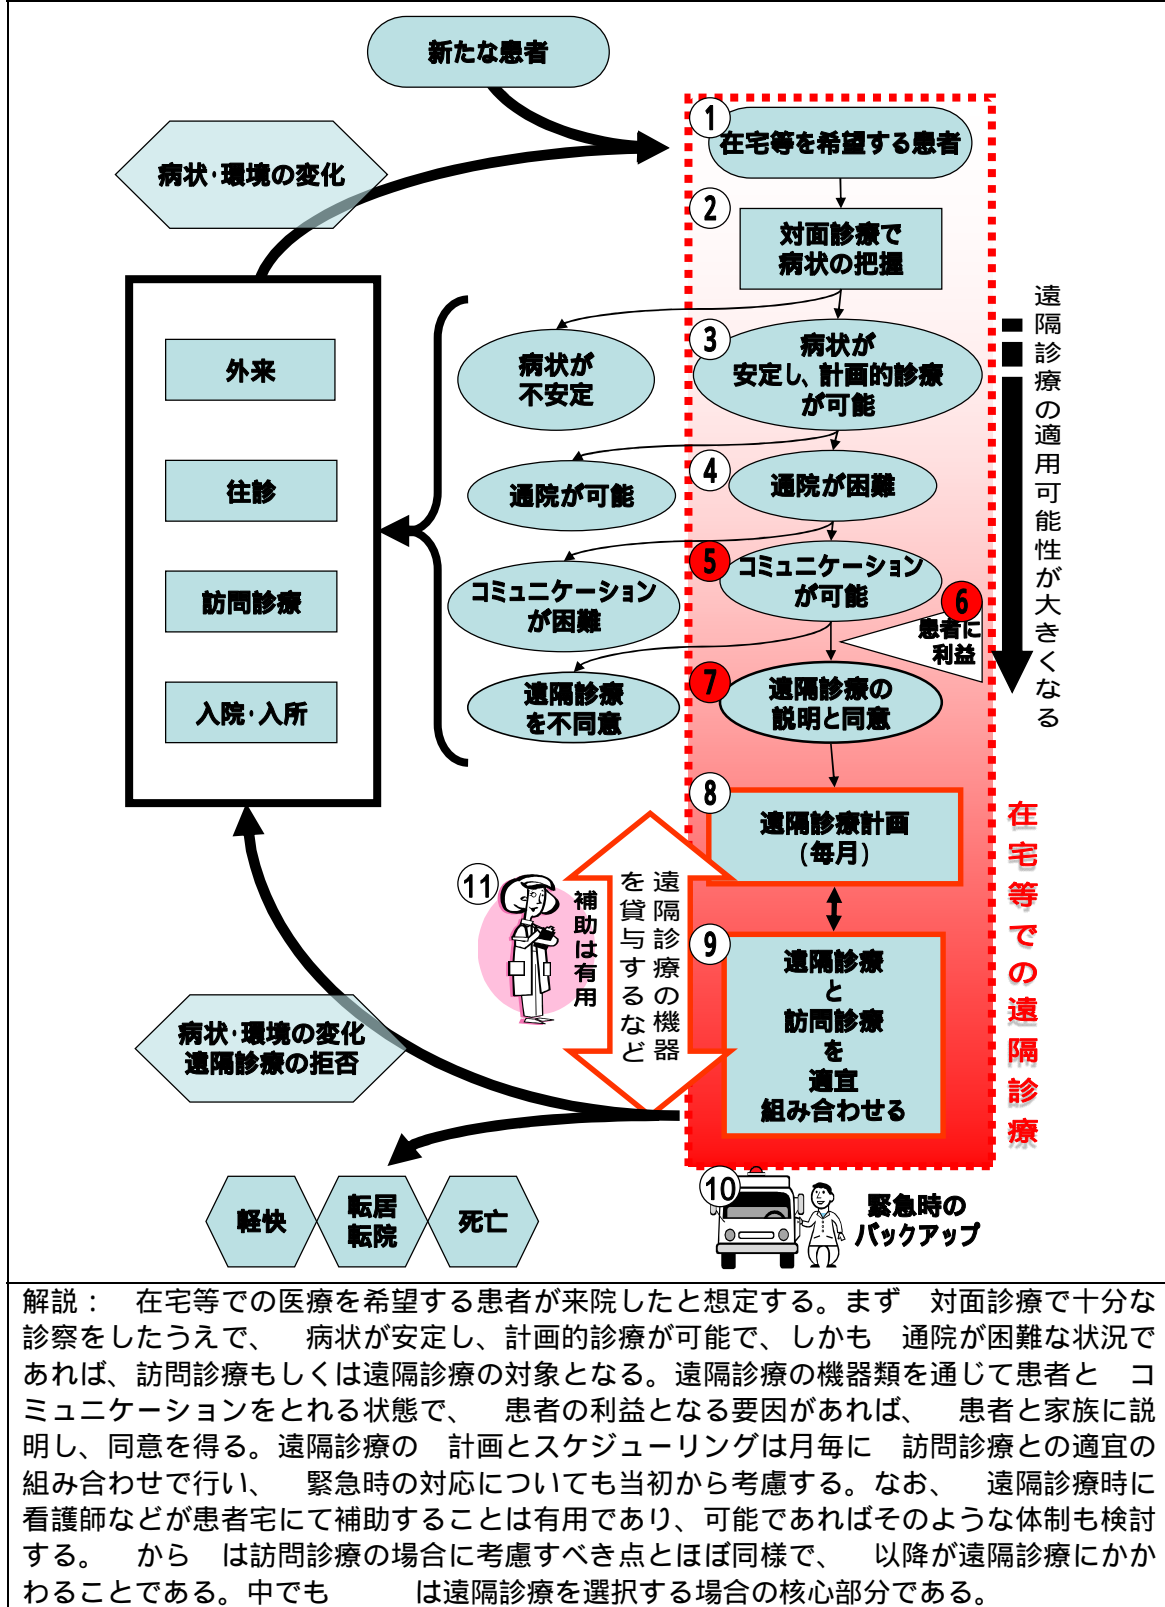 新たな患者
①
在宅等を希望する患者
病状・環境の変化
②
対面診療で
病状の把握
外来
往診
訪問診療
入院・入所
③
病状が
安定し、計画的診療
が可能
病状が
不安定
④
通院が困難
通院が可能
⑤
コミュニケーション
が可能
コミュニケーション
が困難
⑥
患者に
利益
⑦
遠隔診療の
説明と同意
遠隔診療
を不同意
遠隔診療の適用可能性が大きくなる
⑧
遠隔診療計画
(毎月)
⑨
遠隔診療
と
訪問診療
を
適宜
組み合わせる
在宅等での遠隔診療
遠隔診療の機器
を貸与するなど
⑪
補助は有用
病状・環境の変化
遠隔診療の拒否
軽快
転居
転院
死亡
⑩
緊急時の
バックアップ
解説： 在宅等での医療を希望する患者が来院したと想定する。まず 対面診療で十分な
診察をしたうえで、 病状が安定し、計画的診療が可能で、しかも 通院が困難な状況で
あれば、訪問診療もしくは遠隔診療の対象となる。遠隔診療の機器類を通じて患者と コ
ミュニケーションをとれる状態で、 患者の利益となる要因があれば、 患者と家族に説
明し、同意を得る。遠隔診療の 計画とスケジューリングは月毎に 訪問診療との適宜の
組み合わせで行い、 緊急時の対応についても当初から考慮する。なお、 遠隔診療時に
看護師などが患者宅にて補助することは有用であり、可能であればそのような体制も検討
する。 から は訪問診療の場合に考慮すべき点とほぼ同様で、 以降が遠隔診療にかか
わることである。中でも は遠隔診療を選択する場合の核心部分である。